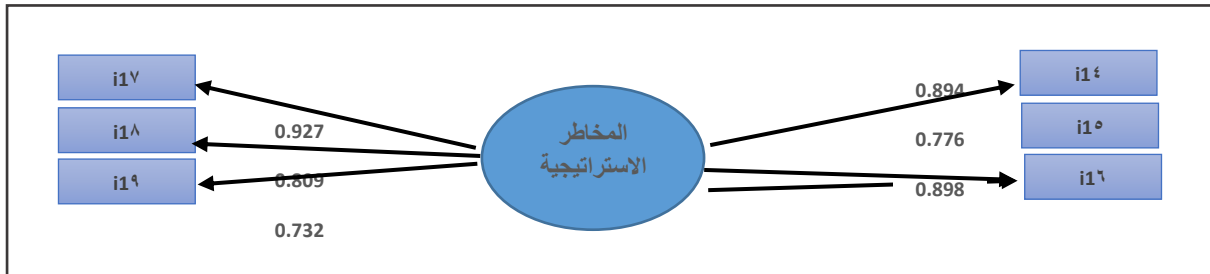 i1٧
i1٨
i1٩
0.927
0.809
0.732
المخاطر
الاستراتيجية
0.894
0.776
0.898
i1٤
i1٥
i1٦